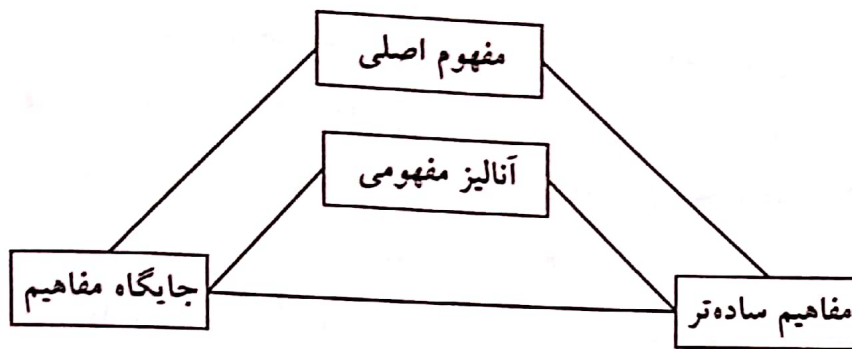 مفهوم اصلی
آنالیز مفهومی
جایگاه مفاهیم
مفاهیم ساده‌تر